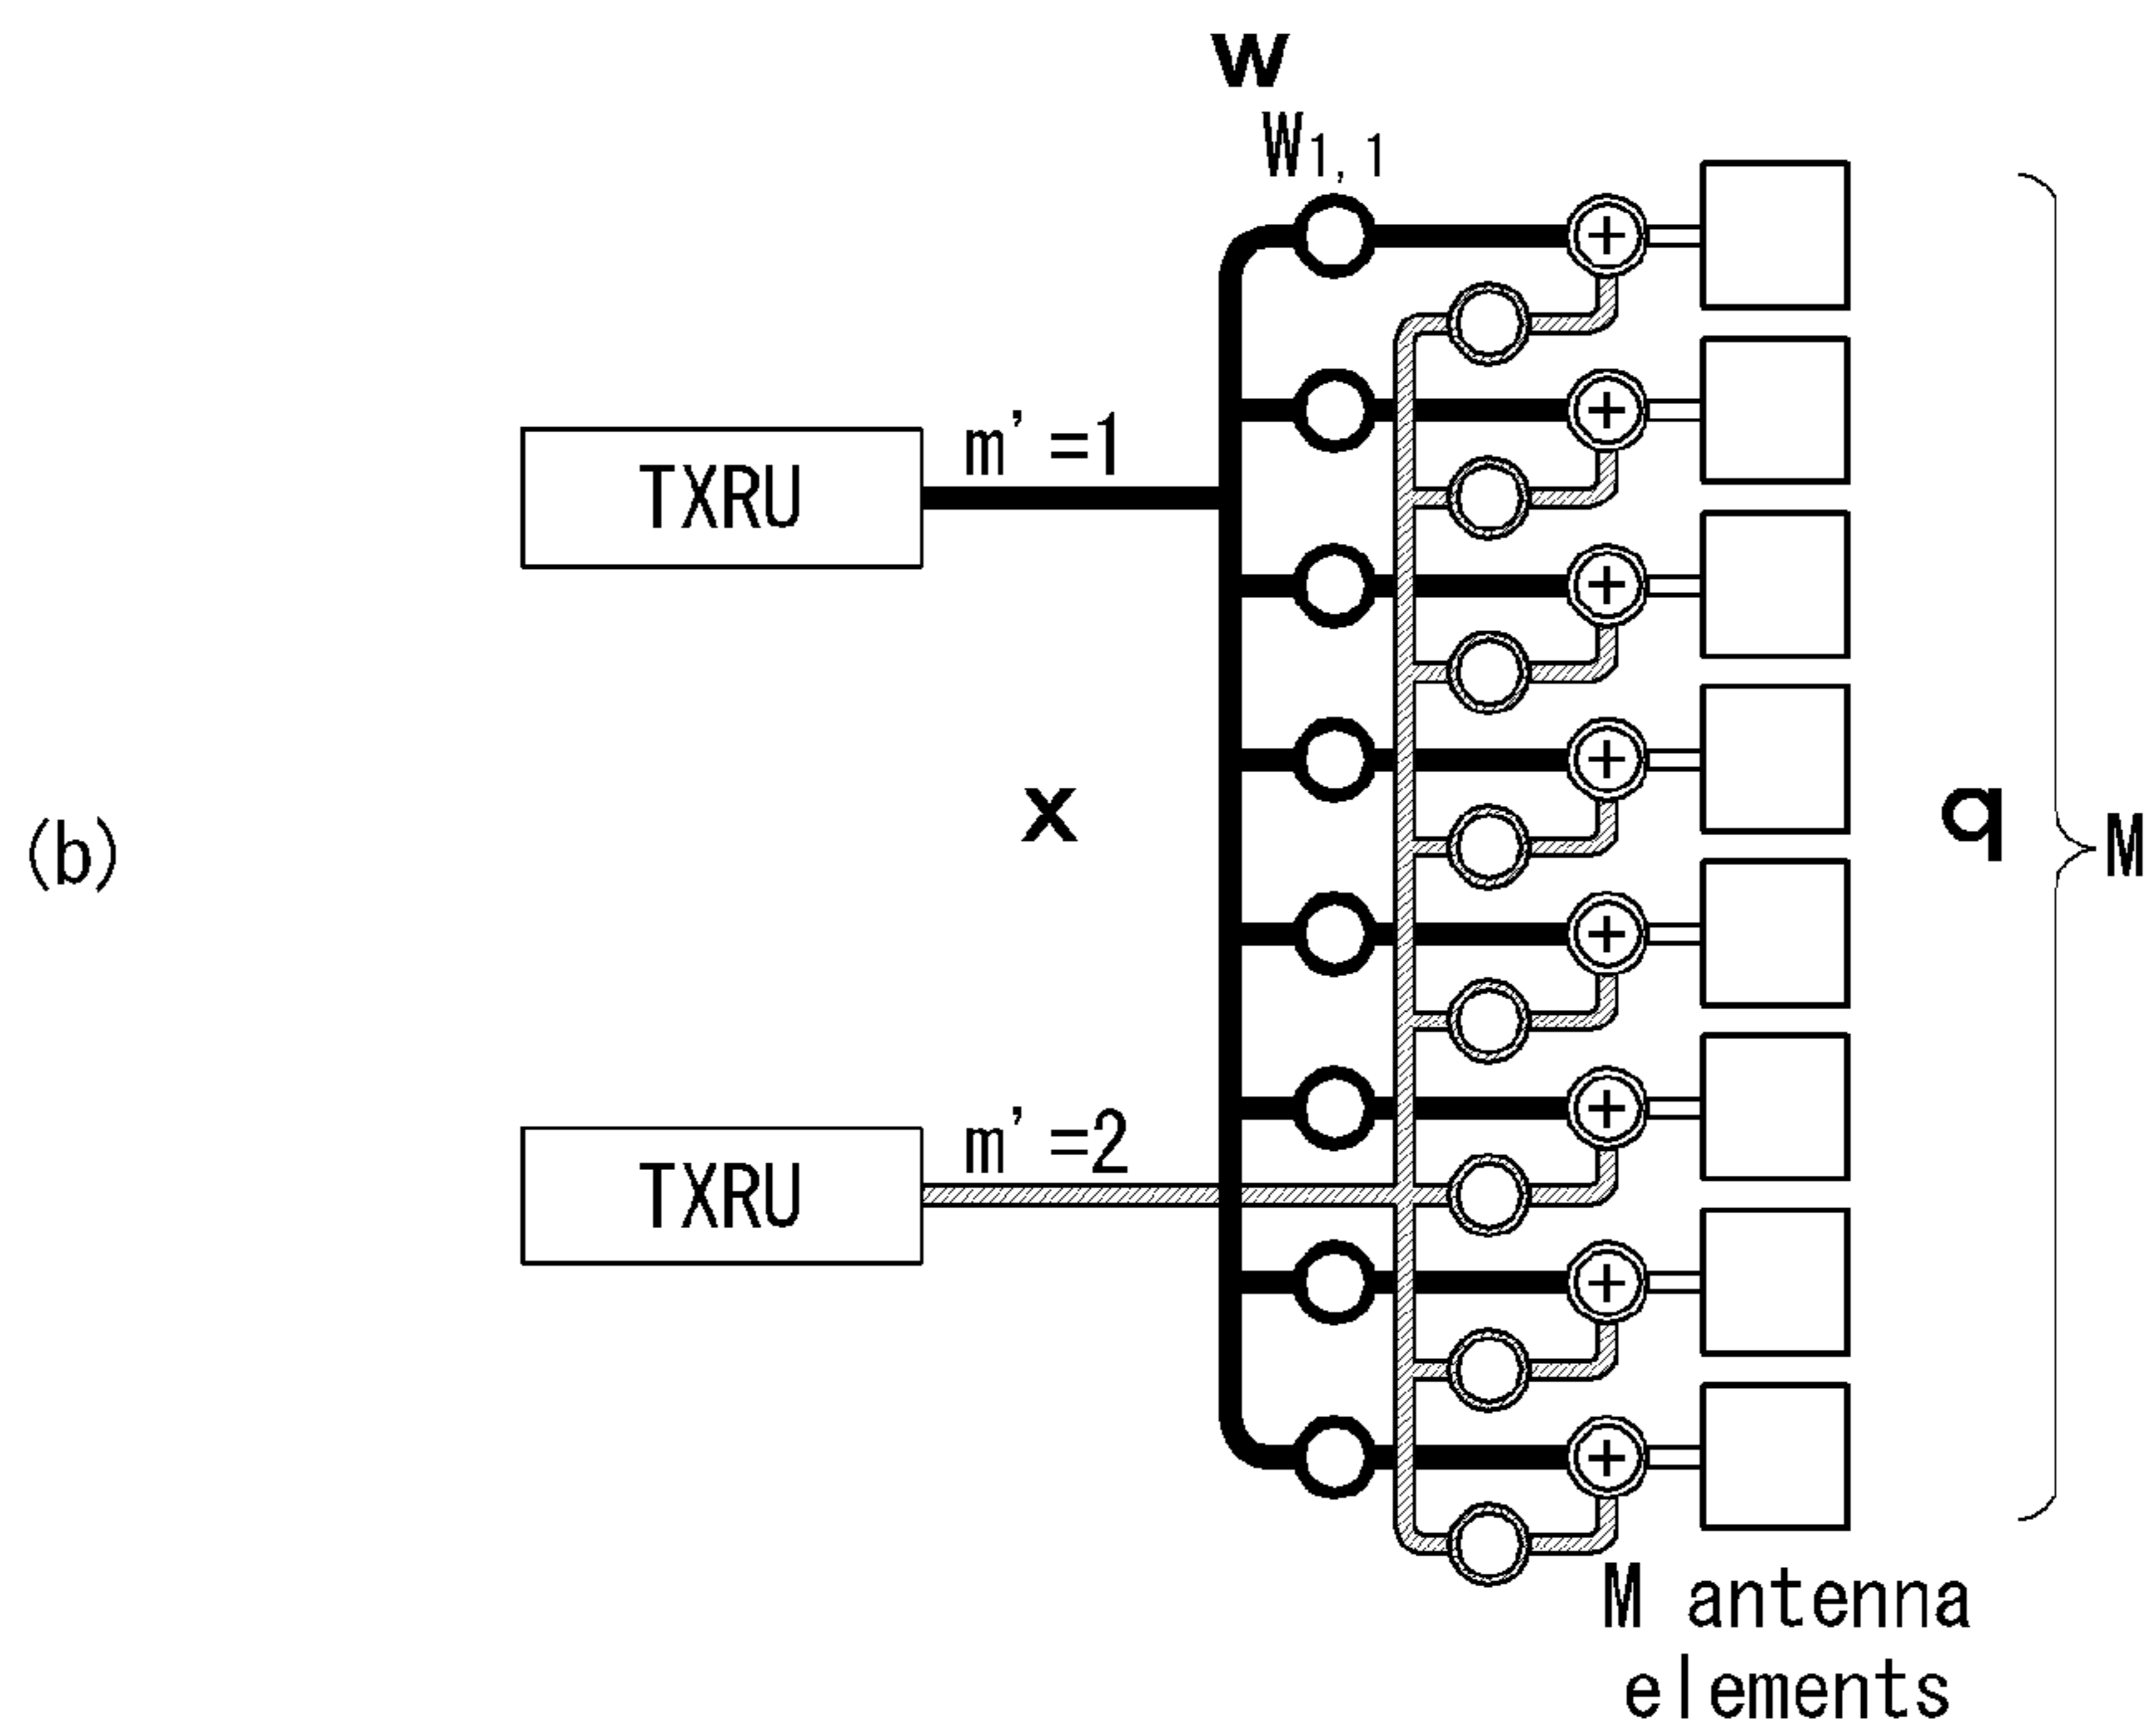 w
W1,1
m'=1
TXRU
x
q
M
(b)
m'=2
TXRU
+
+
+
+
+
+
+
+
M antenna
elements